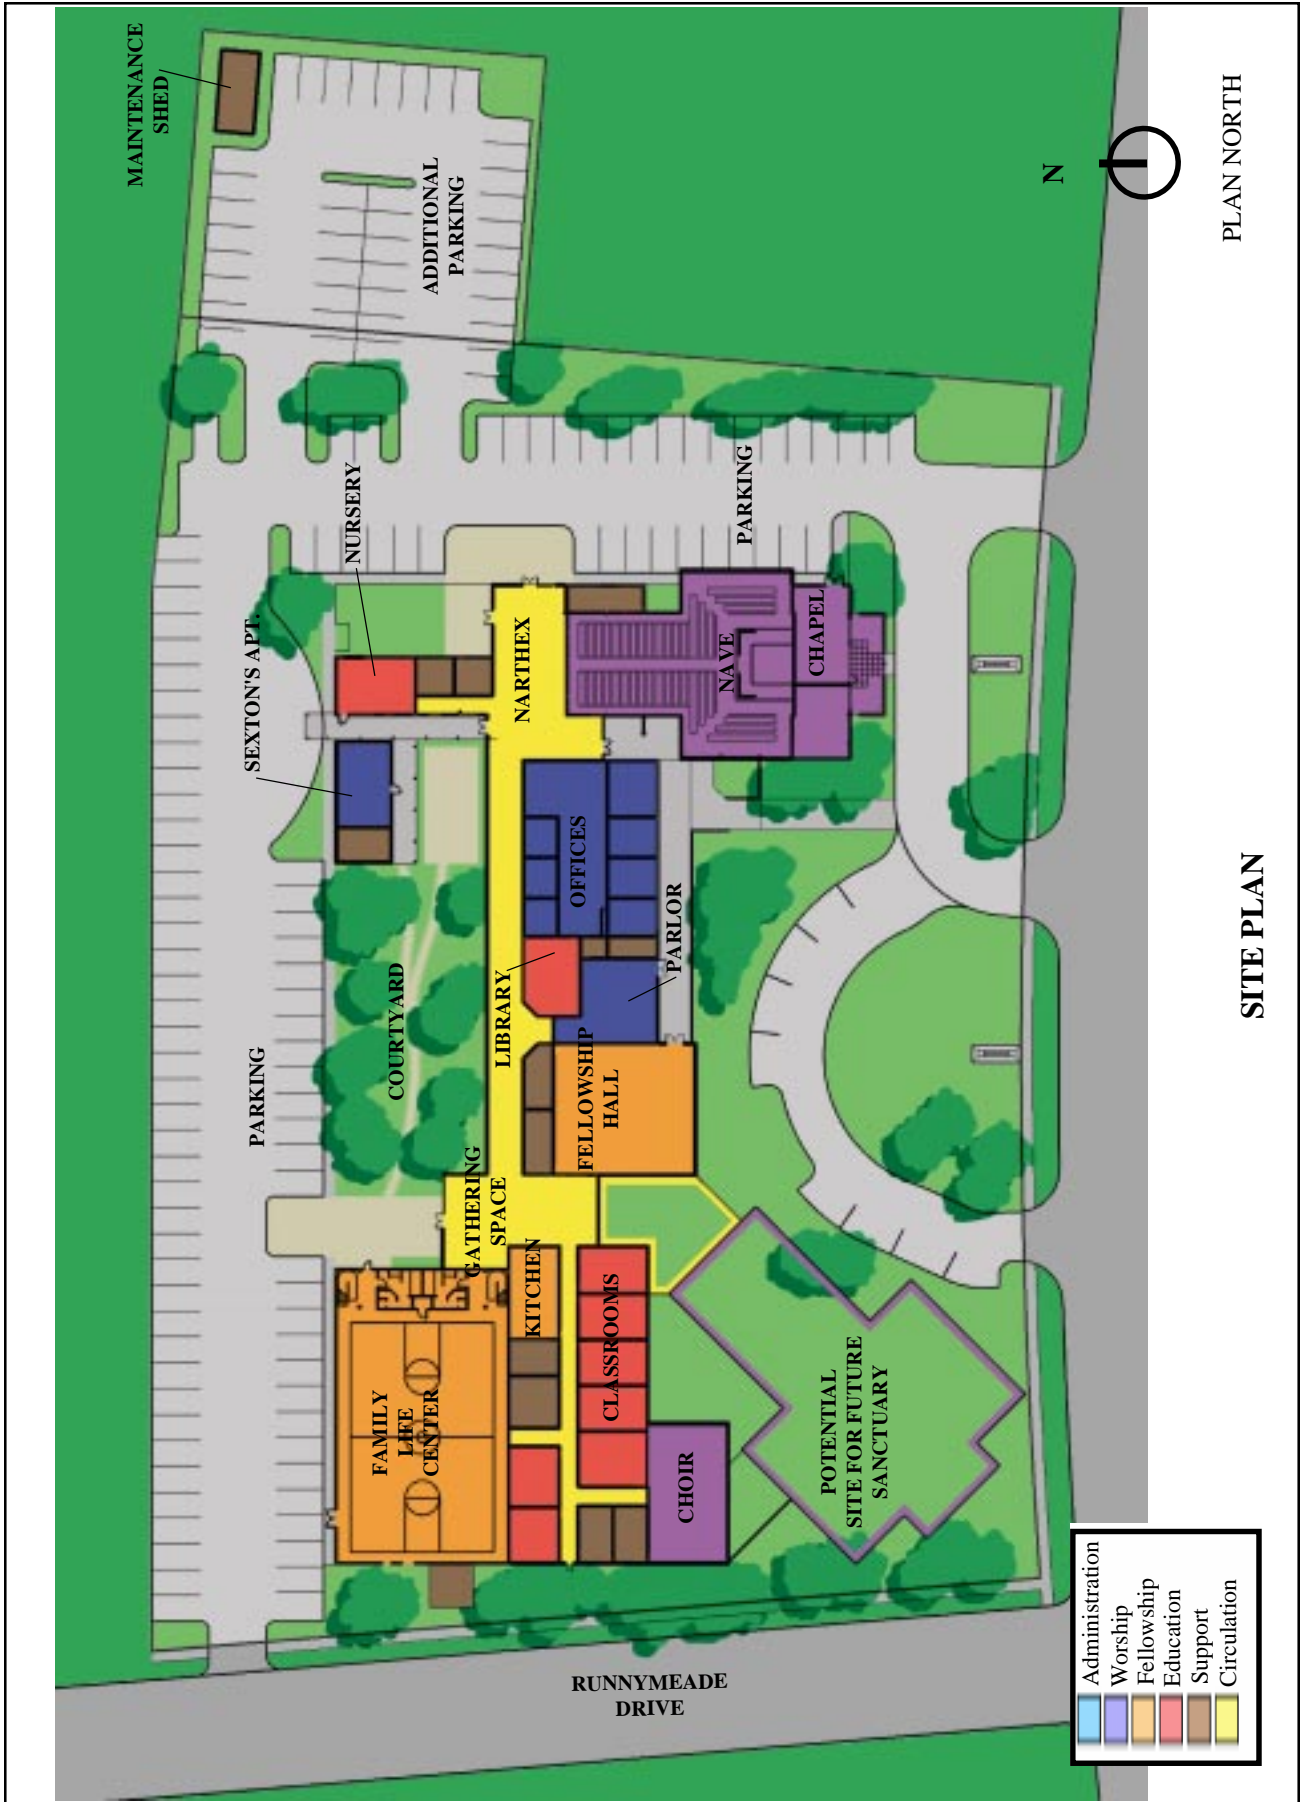 MAINTENANCE
SHED
ADDITIONAL
PARKING
N
PLAN NORTH
NURSERY
PARKING
SEXTON'S APT.
NARTHEX
NAVE
CHAPEL
OFFICES
PARLOR
LIBRARY
COURTYARD
PARKING
FELLOWSHIP
HALL
GATHERING
SPACE
KITCHEN
CLASSROOMS
FAMILY
LIFE
CENTER
CHOIR
POTENTIAL
SITE FOR FUTURE
SANCTUARY
RUNNYMEADE
DRIVE
SITE PLAN
Administration
Worship
Fellowship
Education
Support
Circulation